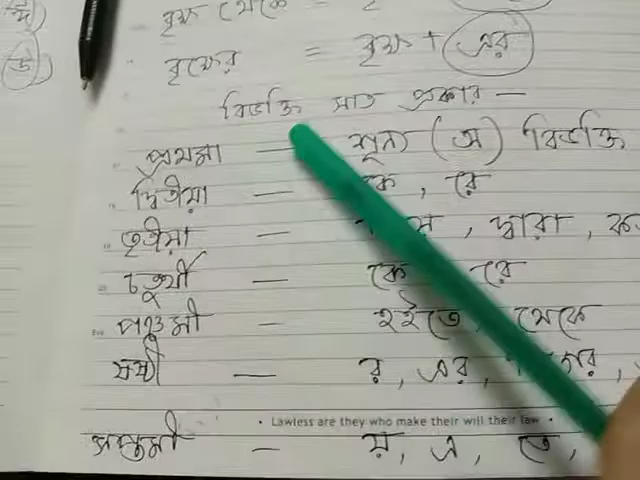 বৃক্ষ থেকে =
বৃক্ষের = বৃক্ষ + এর
বিভক্তি সাত প্রকার —
প্রথমা — শূন্য (অ) বিভক্তি
দ্বিতীয়া — কে, রে
তৃতীয়া — দ্বারা,
চতুর্থী — কে রে
পঞ্চমী - হইতে, থেকে
ষষ্ঠী — র, এর,
• Lawless are they who make their will their law •
সপ্তমী - য়, এ, তে,